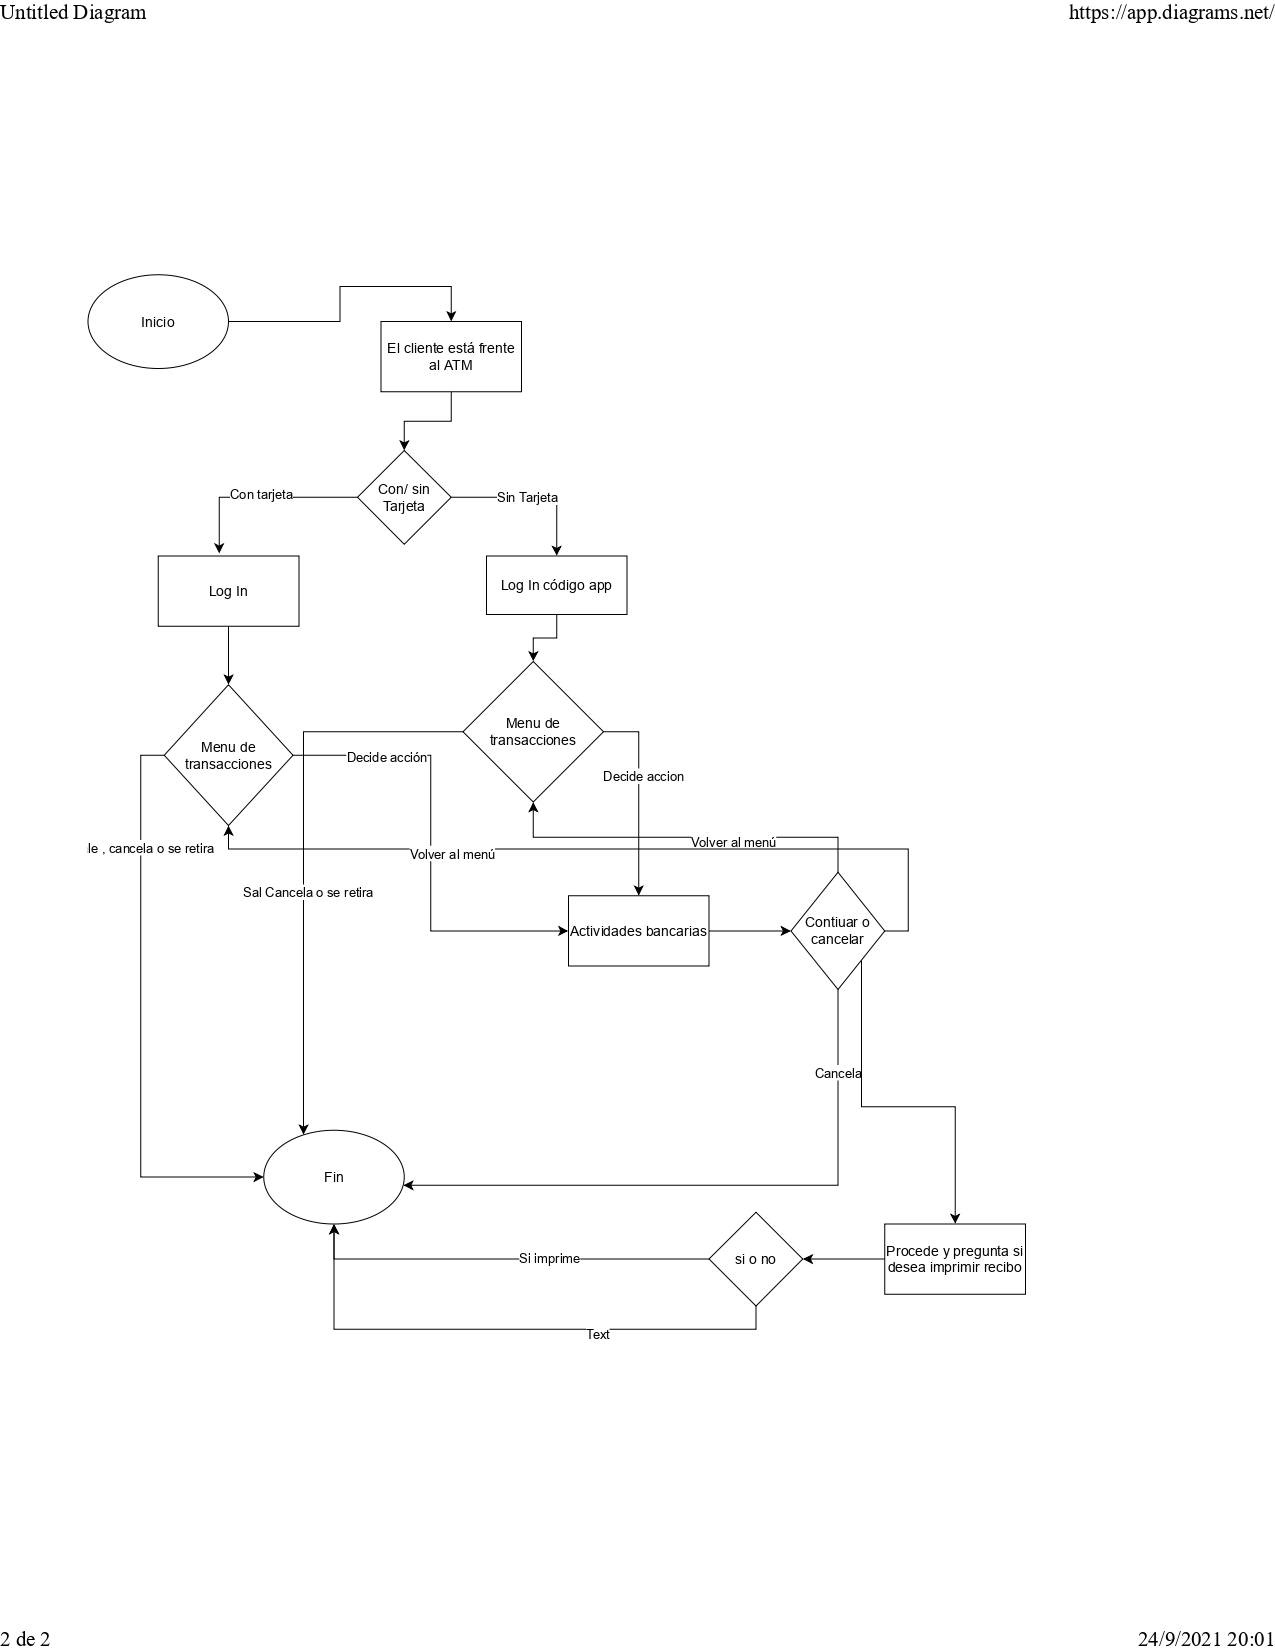 Untitled Diagram
https://app.diagrams.net/
Inicio
El cliente está frente
al ATM
Con/ sin
Tarjeta
Con tarjeta
Sin Tarjeta
Log In
Log In código app
Menu de
transacciones
Menu de
transacciones
Decide acción
Decide accion
Volver al menú
le , cancela o se retira
Volver al menú
Sal Cancela o se retira
Actividades bancarias
Contiuar o
cancelar
Cancela
Fin
Procede y pregunta si
desea imprimir recibo
si o no
Si imprime
Text
2 de 2
24/9/2021 20:01